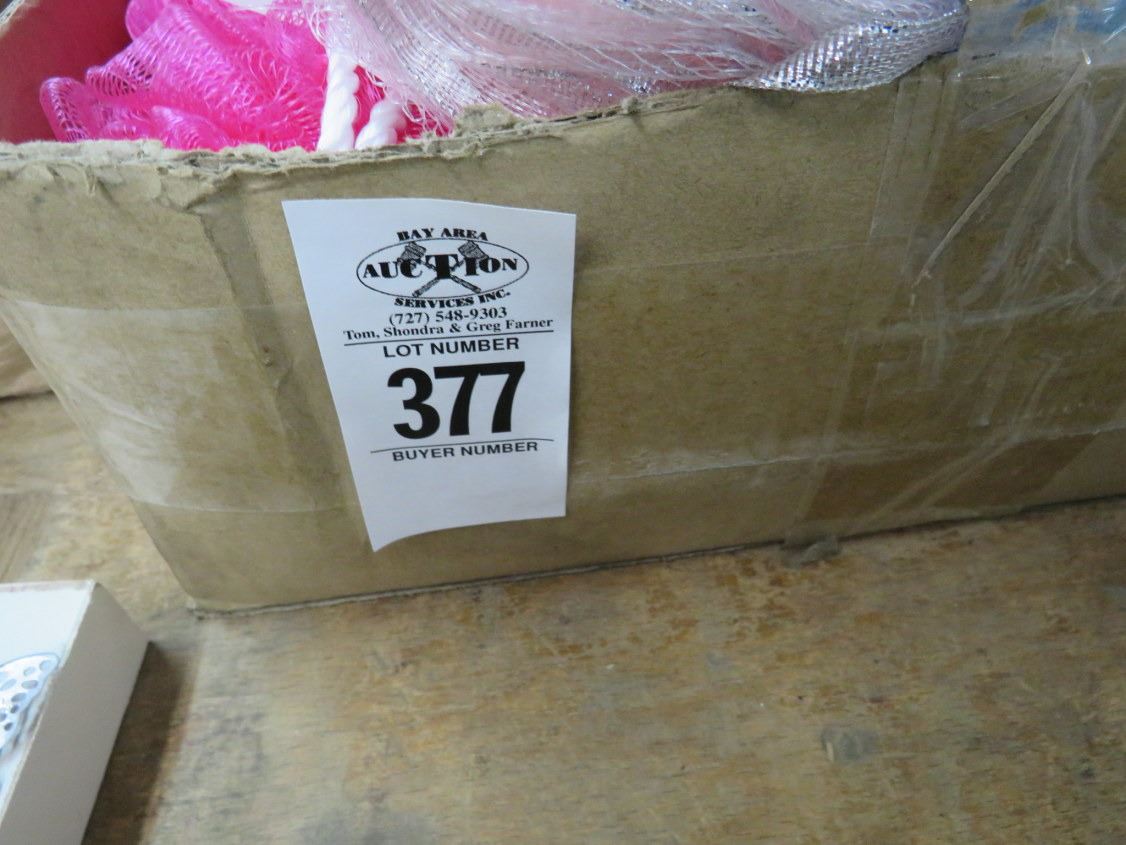 BAY AREA
AUCTION
SERVICES INC.
(727) 548-9303
Tom, Shondra & Greg Farner
LOT NUMBER
377
BUYER NUMBER